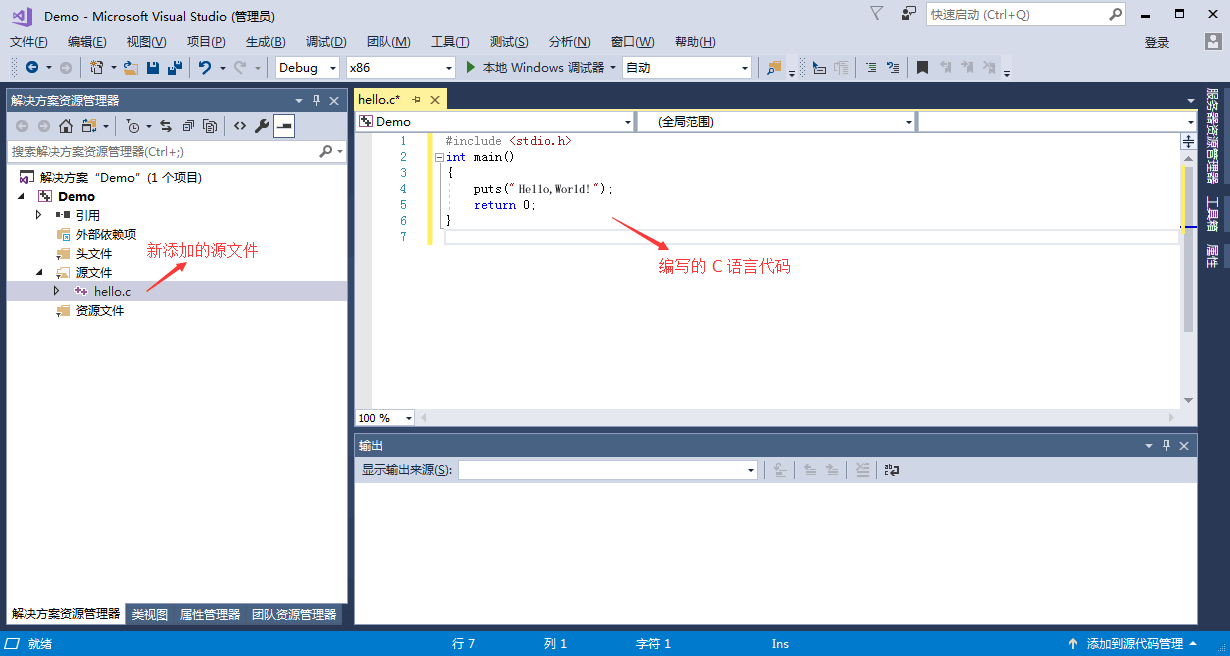 Demo - Microsoft Visual Studio (管理员)
快速启动 (Ctrl+Q)
文件(F) 编辑(E) 视图(V) 项目(P) 生成(B) 调试(D) 团队(M) 工具(T) 测试(S) 分析(N) 窗口(W) 帮助(H) 登录
Debug x86 本地 Windows 调试器 自动
解决方案资源管理器
搜索解决方案资源管理器(Ctrl+;)
解决方案 "Demo" (1 个项目)
Demo
引用
外部依赖项
头文件
源文件
hello.c
资源文件
新添加的源文件
解决方案资源管理器 类视图 属性管理器 团队资源管理器
hello.c*
Demo (全局范围)
1 #include <stdio.h>
2 int main()
3 {
4 puts("Hello,World!");
5 return 0;
6 }
7
编写的 C 语言代码
100 %
输出
显示输出来源(S):
服务器资源管理器
工具箱
属性
就绪 行 7 列 1 字符 1 Ins 添加到源代码管理